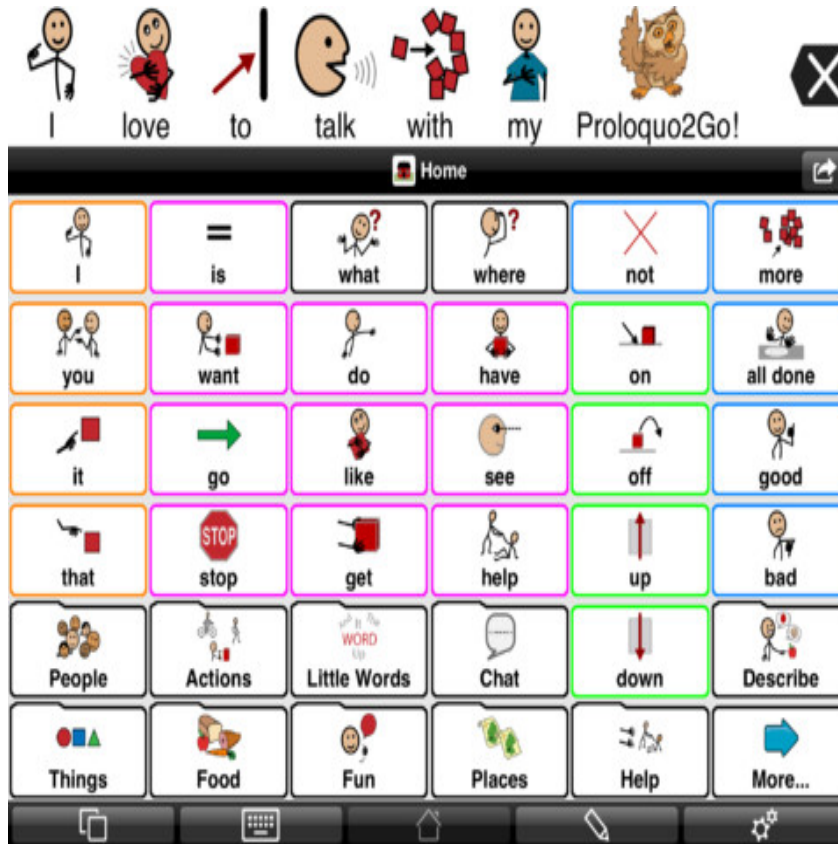 I love to talk with my Proloquo2Go!
Home
I is what where not more
you want do have on all done
it go like see off good
STOP
that stop get help up bad
WORD
People Actions Little Words Chat down Describe
Things Food Fun Places Help More...